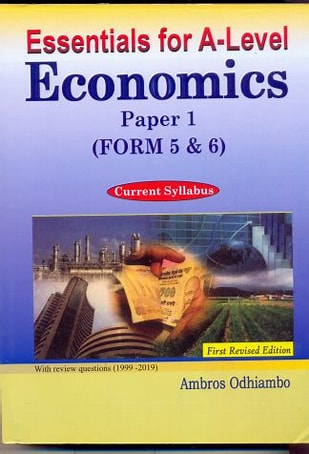 Essentials for A-Level
Economics
Paper 1
(FORM 5 & 6)
Current Syllabus
First Revised Edition
With review questions (1999 -2019)
Ambros Odhiambo